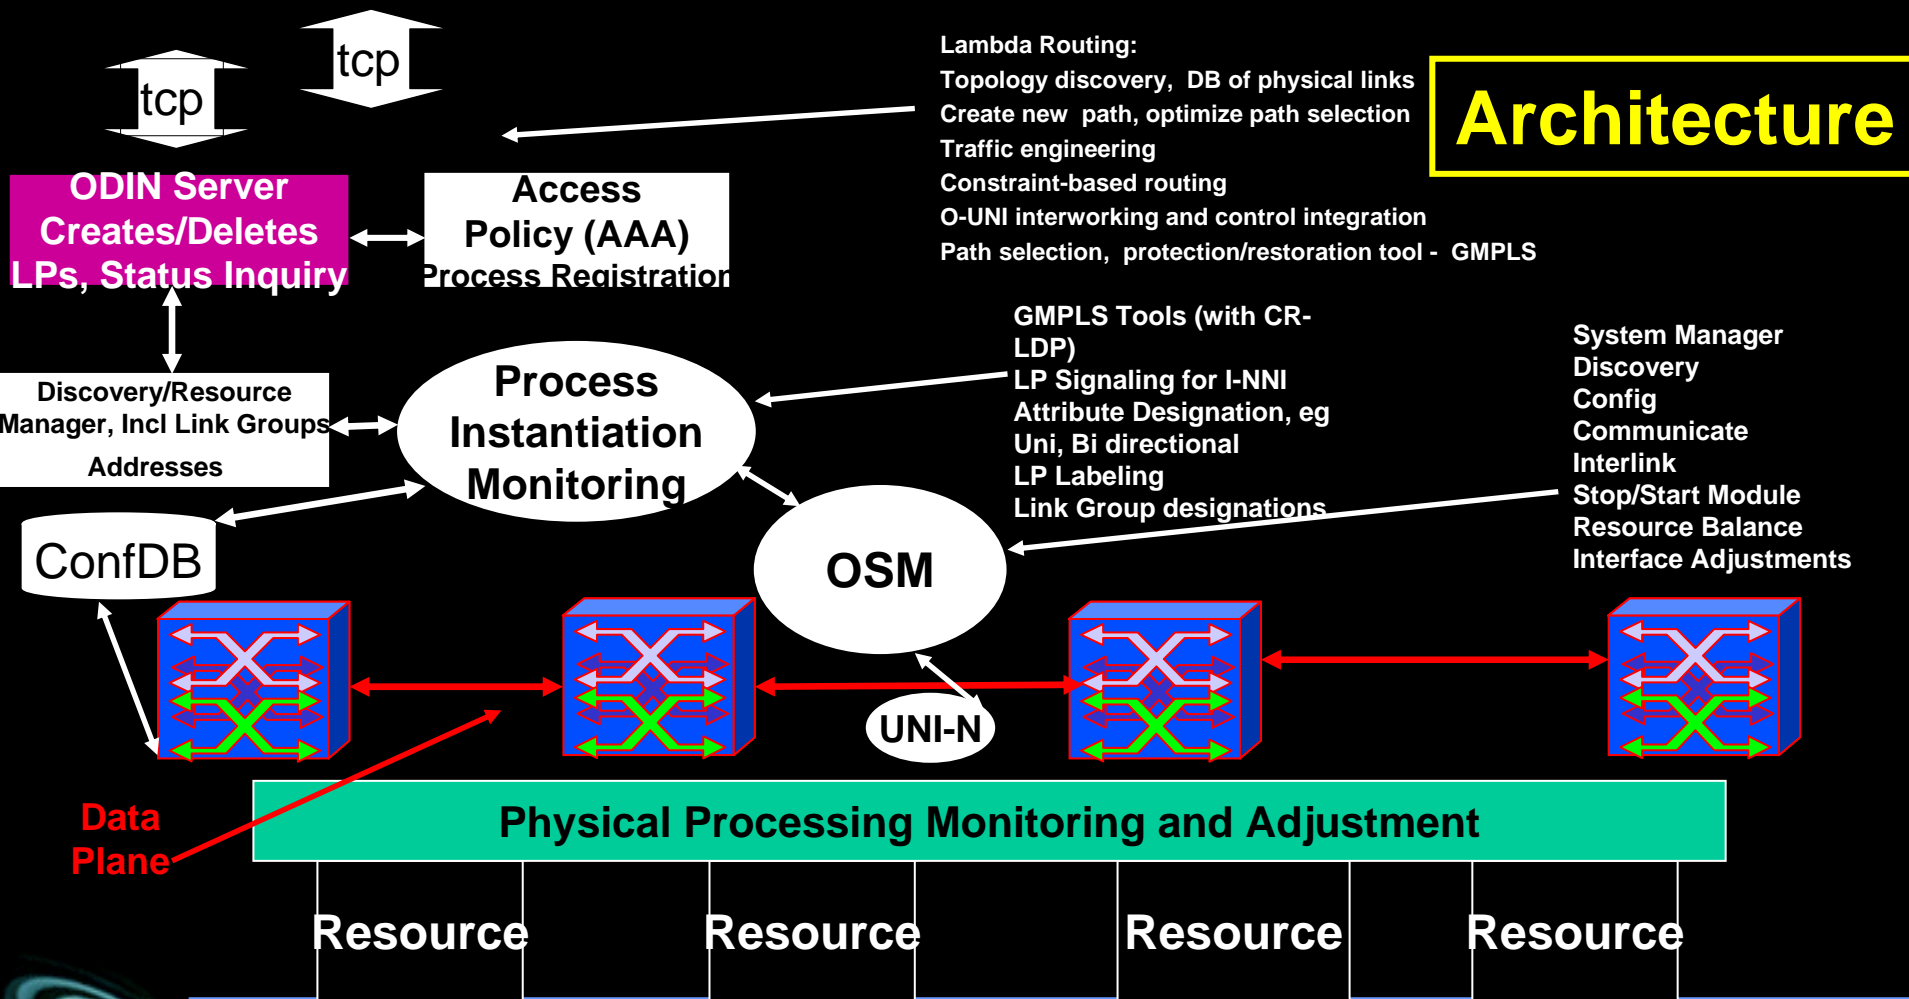 tcp
tcp
Lambda Routing:
Topology discovery, DB of physical links
Create new path, optimize path selection
Traffic engineering
Constraint-based routing
O-UNI interworking and control integration
Path selection, protection/restoration tool - GMPLS
Architecture
ODIN Server
Creates/Deletes
LPs, Status Inquiry
Access
Policy (AAA)
Process Registration
Discovery/Resource
Manager, Incl Link Groups
Addresses
Process
Instantiation
Monitoring
GMPLS Tools (with CR-
LDP)
LP Signaling for I-NNI
Attribute Designation, eg
Uni, Bi directional
LP Labeling
Link Group designations
System Manager
Discovery
Config
Communicate
Interlink
Stop/Start Module
Resource Balance
Interface Adjustments
ConfDB
OSM
UNI-N
Data
Plane
Physical Processing Monitoring and Adjustment
Resource
Resource
Resource
Resource